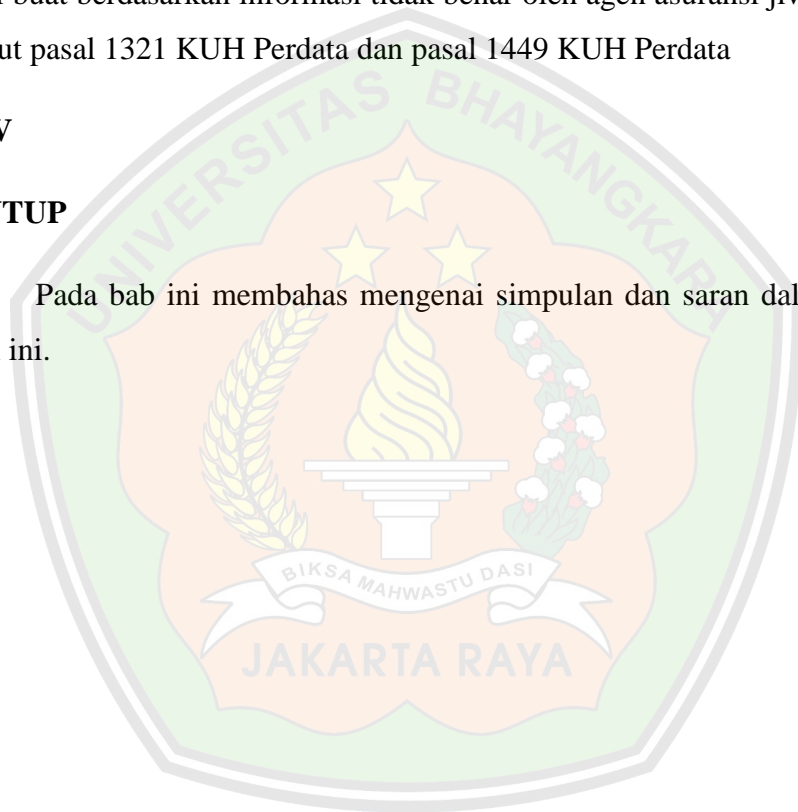 buat berdasarkan informasi tidak benar oleh agen asuransi
ut pasal 1321 KUH Perdata dan pasal 1449 KUH Perdata
V
TUP
Pada bab ini membahas mengenai simpulan dan saran dal
ini.
UNIVERSITAS BHAYANGKARA
BIKSA MAHWASTU DASI
JAKARTA RAYA